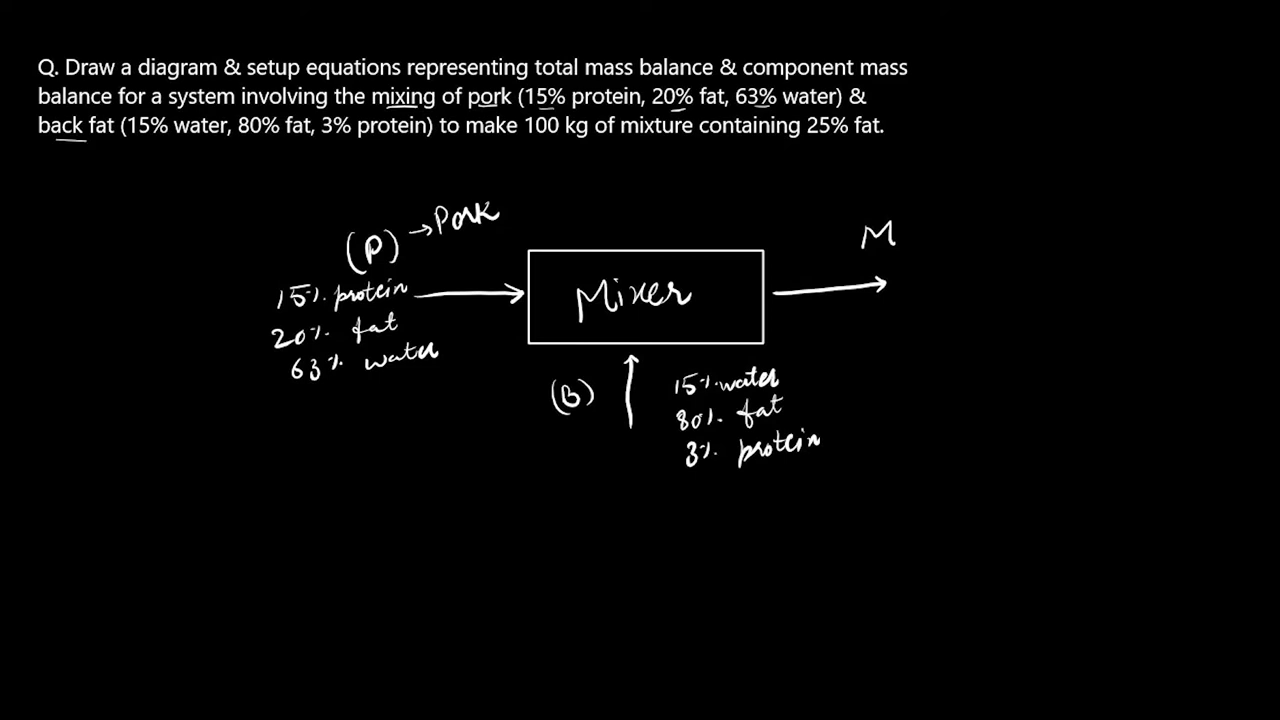 Q. Draw a diagram & setup equations representing total mass balance & component mass
balance for a system involving the mixing of pork (15% protein, 20% fat, 63% water) &
back fat (15% water, 80% fat, 3% protein) to make 100 kg of mixture containing 25% fat.
(P) → Pork
M
15% protein
Mixer
20% fat
63% water
(B)
15% water
80% fat
3% protein